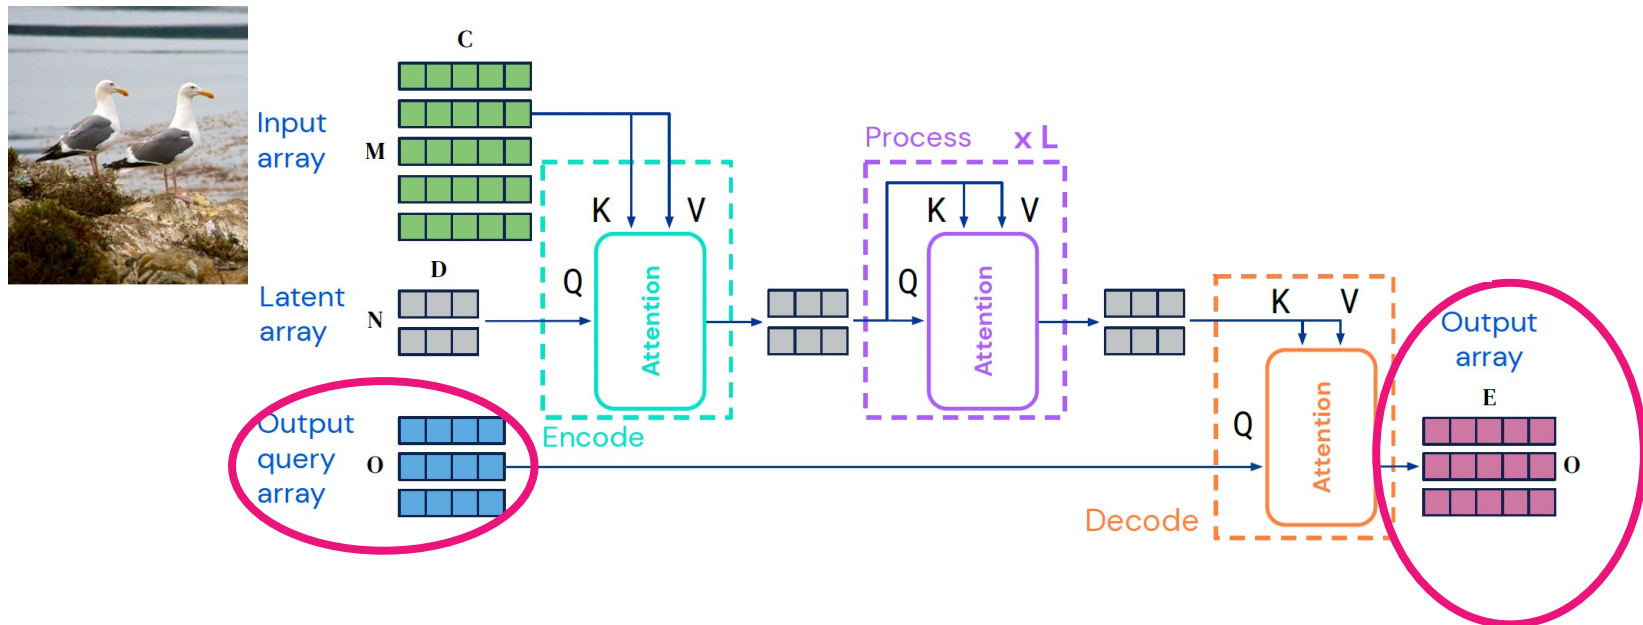 C
Input
array
M
Process x L
K V
K V
D
Q
Q
Latent
array
N
Attention
Attention
K V
Output
array
E
Output
query
array
O
Encode
Q
Attention
O
Decode